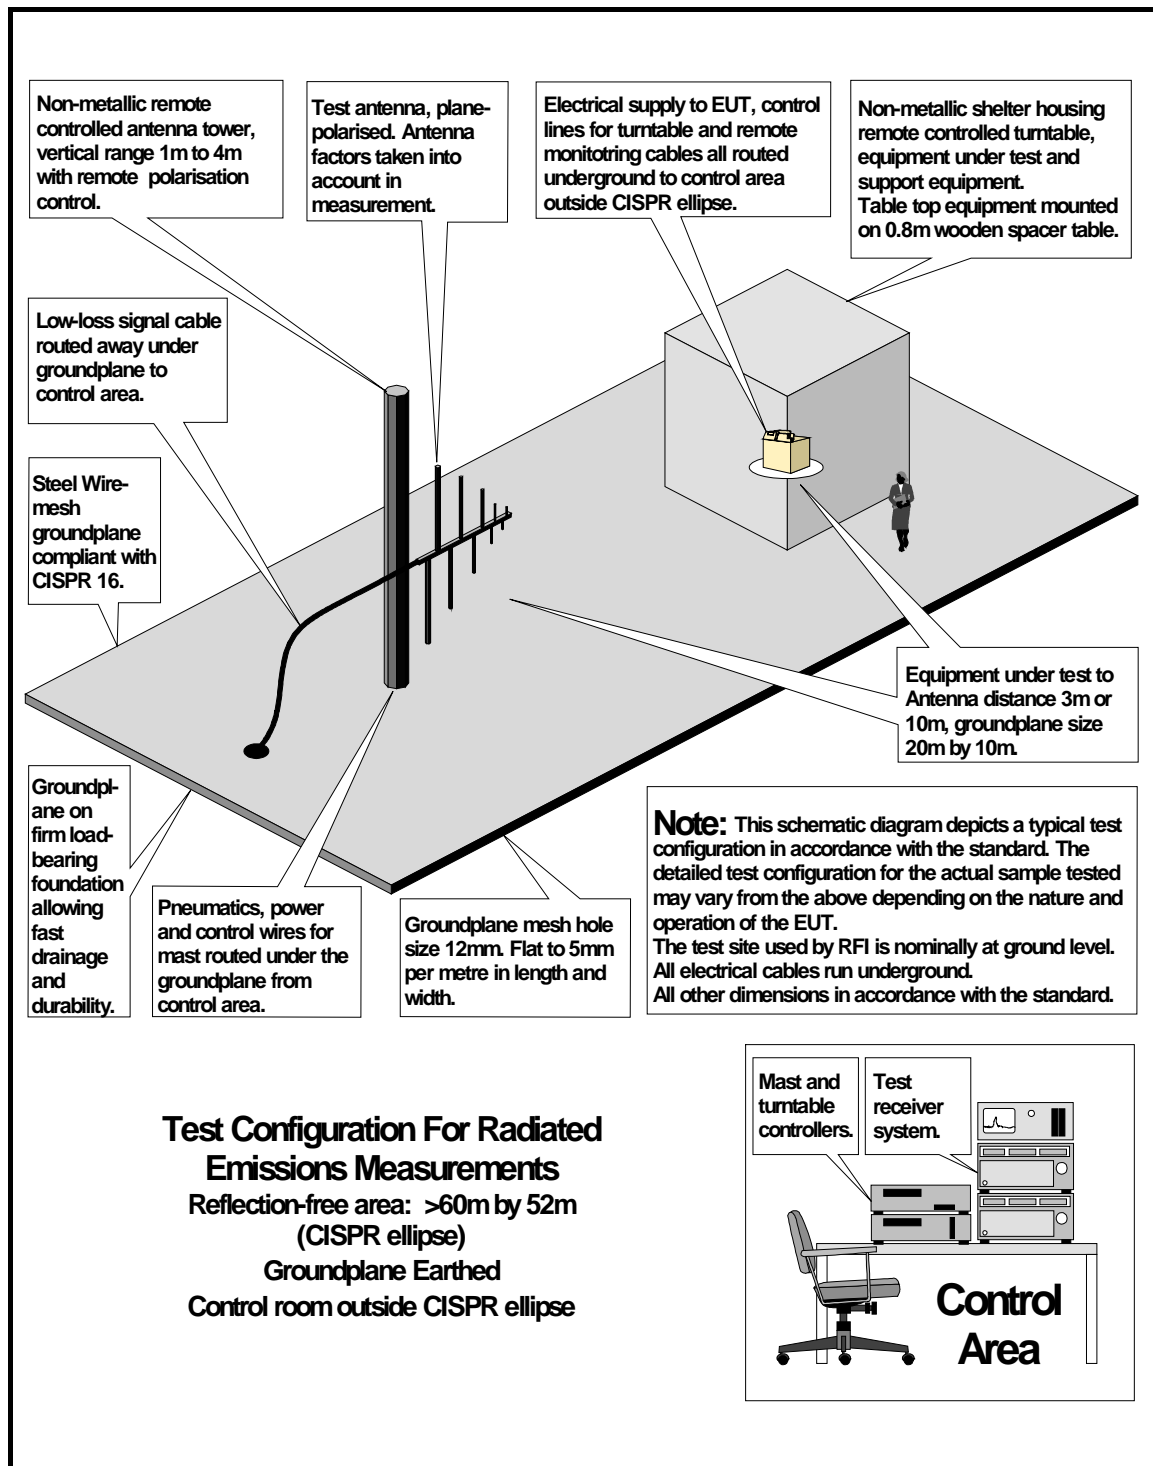 Non-metallic remote
controlled antenna tower,
vertical range 1m to 4m
with remote polarisation
control.
Test antenna, plane-
polarised. Antenna
factors taken into
account in
measurement.
Electrical supply to EUT, control
lines for turntable and remote
monitotring cables all routed
underground to control area
outside CISPR ellipse.
Non-metallic shelter housing
remote controlled turntable,
equipment under test and
support equipment.
Table top equipment mounted
on 0.8m wooden spacer table.
Low-loss signal cable
routed away under
groundplane to
control area.
Steel Wire-
mesh
groundplane
compliant with
CISPR 16.
Equipment under test to
Antenna distance 3m or
10m, groundplane size
20m by 10m.
Groundpl-
ane on
firm load-
bearing
foundation
allowing
fast
drainage
and
durability.
Pneumatics, power
and control wires for
mast routed under the
groundplane from
control area.
Groundplane mesh hole
size 12mm. Flat to 5mm
per metre in length and
width.
Note: This schematic diagram depicts a typical test
configuration in accordance with the standard. The
detailed test configuration for the actual sample tested
may vary from the above depending on the nature and
operation of the EUT.
The test site used by RFI is nominally at ground level.
All electrical cables run underground.
All other dimensions in accordance with the standard.
Test Configuration For Radiated
Emissions Measurements
Reflection-free area: >60m by 52m
(CISPR ellipse)
Groundplane Earthed
Control room outside CISPR ellipse
Mast and
turntable
controllers.
Test
receiver
system.
Control
Area